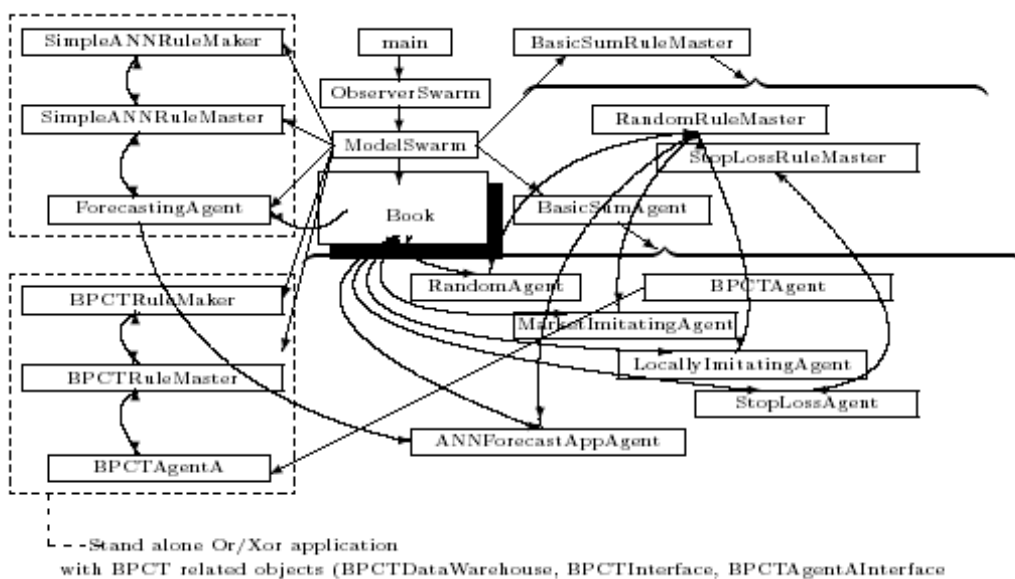 SimpleANNRuleMaker
main
BasicSumRuleMaster
ObserverSwarm
SimpleANNRuleMaster
RandomRuleMaster
ModelSwarm
StopLossRuleMaster
ForecastingAgent
Book
BasicSumAgent
RandomAgent
BPCTAgent
BPCTRuleMaker
MarketImitatingAgent
LocallyImitatingAgent
BPCTRuleMaster
StopLossAgent
ANNForecastAppAgent
BPCTAgentA
Stand alone Or/Xor application
with BPCT related objects (BPCTDataWarehouse, BPCTInterface, BPCTAgentAInterface